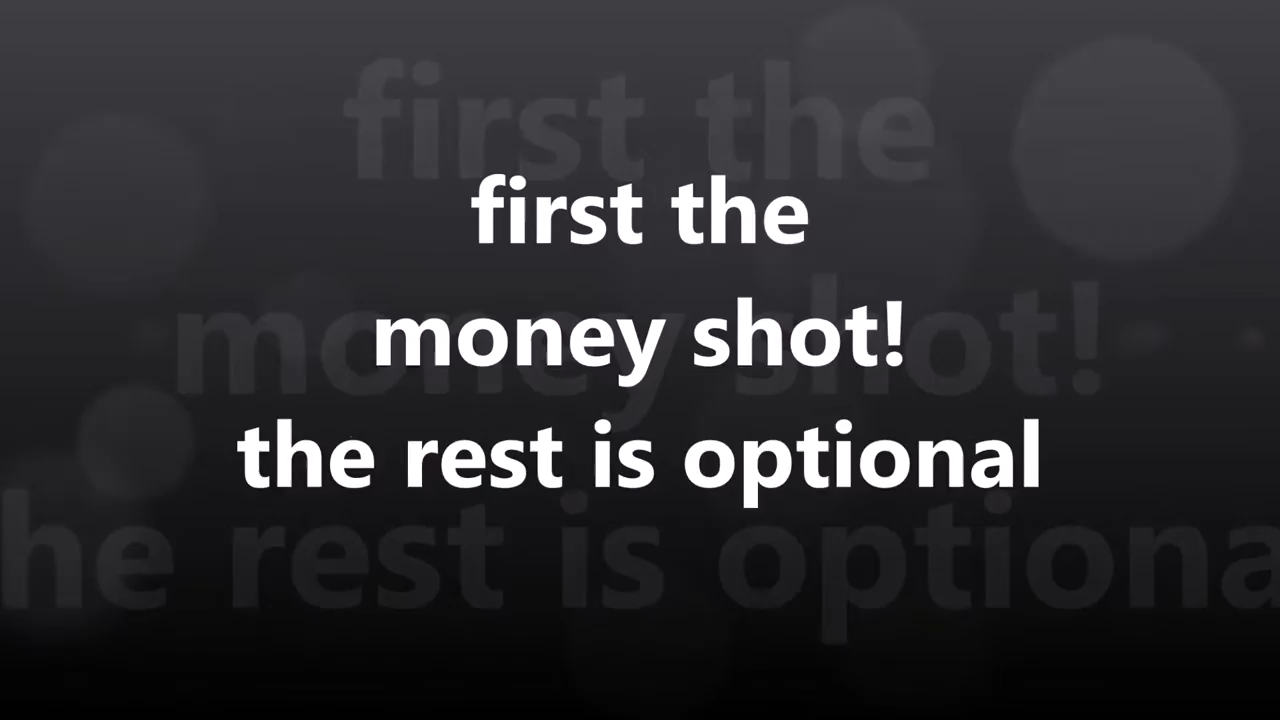 first the
money shot!
the rest is optional